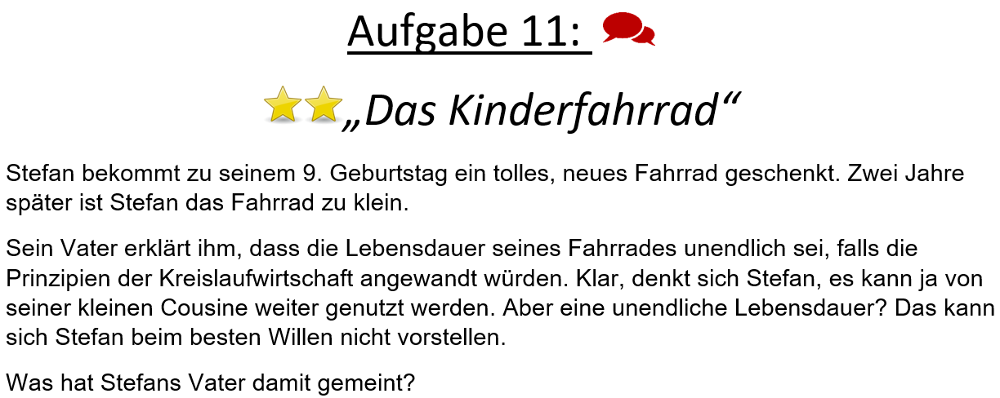 Aufgabe 11:
„Das Kinderfahrrad“
Stefan bekommt zu seinem 9. Geburtstag ein tolles, neues Fahrrad geschenkt. Zwei Jahre
später ist Stefan das Fahrrad zu klein.
Sein Vater erklärt ihm, dass die Lebensdauer seines Fahrrades unendlich sei, falls die
Prinzipien der Kreislaufwirtschaft angewandt würden. Klar, denkt sich Stefan, es kann ja von
seiner kleinen Cousine weiter genutzt werden. Aber eine unendliche Lebensdauer? Das kann
sich Stefan beim besten Willen nicht vorstellen.
Was hat Stefans Vater damit gemeint?